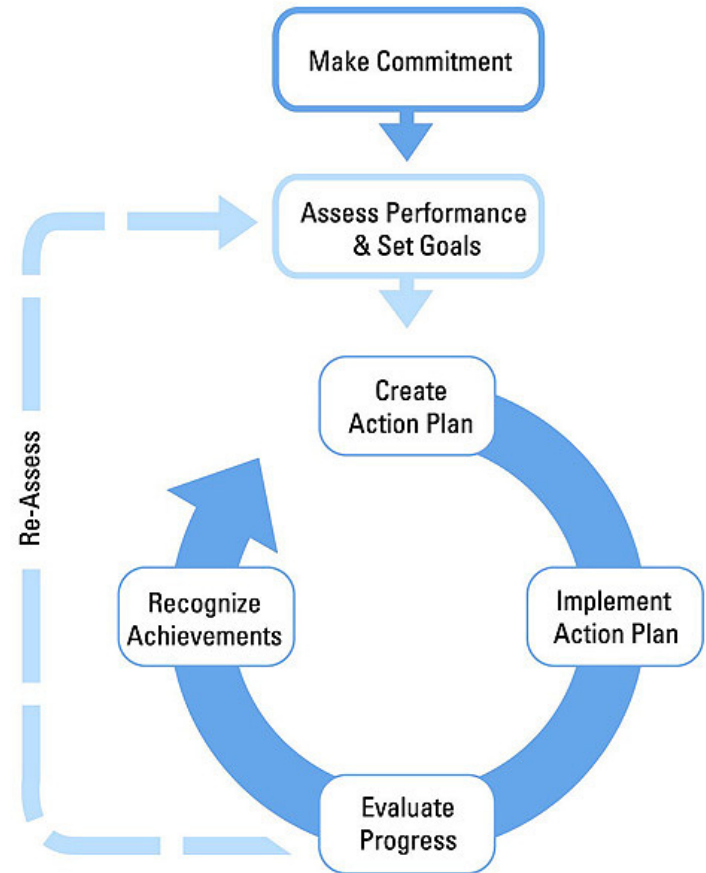 Make Commitment
Assess Performance
& Set Goals
Create
Action Plan
Implement
Action Plan
Evaluate
Progress
Recognize
Achievements
Re-Assess